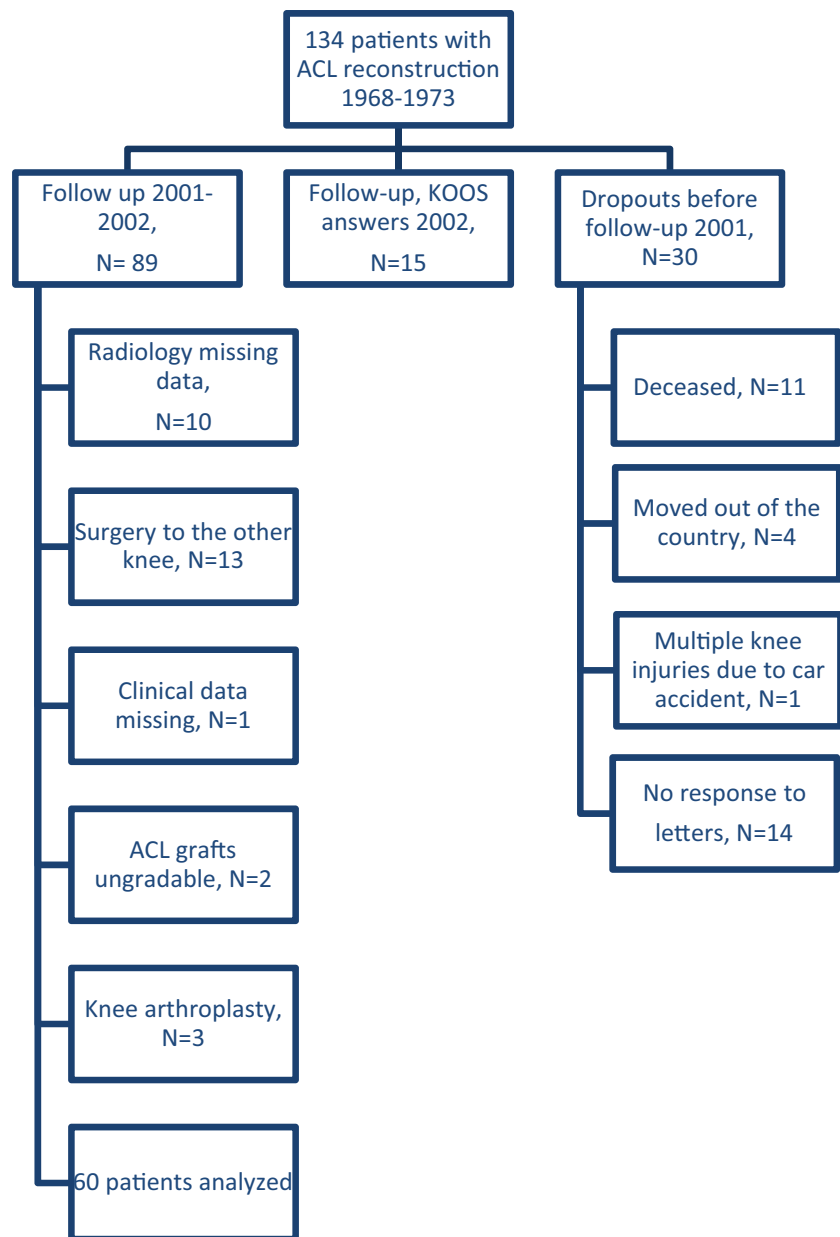 134 patients with
ACL reconstruction
1968-1973
Follow up 2001-
2002,
N= 89
Follow-up, KOOS
answers 2002,
N=15
Dropouts before
follow-up 2001,
N=30
Radiology missing
data,
N=10
Surgery to the other
knee, N=13
Clinical data
missing, N=1
ACL grafts
ungradable, N=2
Knee arthroplasty,
N=3
60 patients analyzed
Deceased, N=11
Moved out of the
country, N=4
Multiple knee
injuries due to car
accident, N=1
No response to
letters, N=14